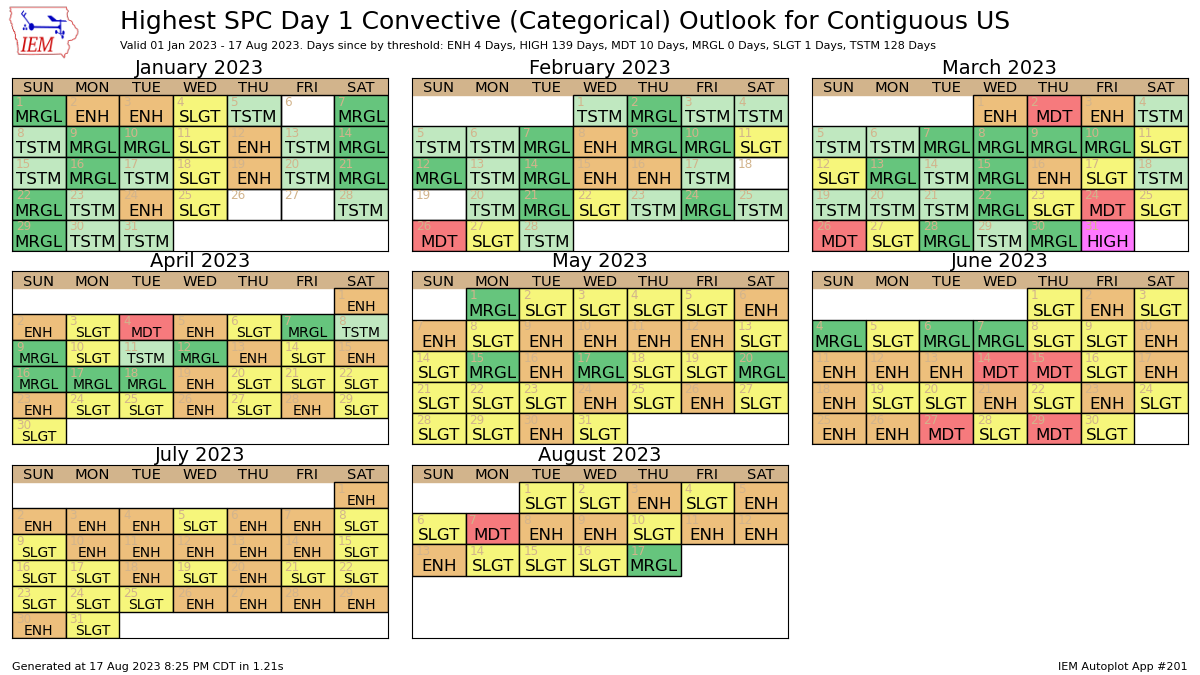 Highest SPC Day 1 Convective (Categorical) Outlook for Contiguous US
IEM
Valid 01 Jan 2023 - 17 Aug 2023. Days since by threshold: ENH 4 Days, HIGH 139 Days, MDT 10 Days, MRGL 0 Days, SLGT 1 Days, TSTM 128 Days
January 2023
SUN MON TUE WED THU FRI SAT
1 2 3 4 5 6 7
MRGL ENH ENH SLGT TSTM MRGL
8 9 10 11 12 13 14
TSTM MRGL MRGL SLGT ENH TSTM MRGL
15 16 17 18 19 20 21
TSTM MRGL TSTM SLGT ENH TSTM MRGL
22 23 24 25 26 27 28
MRGL TSTM ENH SLGT TSTM
29 30 31
MRGL TSTM TSTM
February 2023
SUN MON TUE WED THU FRI SAT
1 2 3 4
TSTM MRGL TSTM TSTM
5 6 7 8 9 10 11
TSTM TSTM MRGL ENH MRGL MRGL SLGT
12 13 14 15 16 17 18
MRGL TSTM MRGL ENH ENH TSTM
19 20 21 22 23 24 25
TSTM MRGL SLGT TSTM MRGL TSTM
26 27 28
MDT SLGT TSTM
March 2023
SUN MON TUE WED THU FRI SAT
1 2 3 4
ENH MDT ENH TSTM
5 6 7 8 9 10 11
TSTM TSTM MRGL MRGL MRGL MRGL SLGT
12 13 14 15 16 17 18
SLGT MRGL TSTM MRGL ENH SLGT TSTM
19 20 21 22 23 24 25
TSTM TSTM TSTM MRGL SLGT MDT SLGT
26 27 28 29 30 31
MDT SLGT MRGL TSTM MRGL HIGH
April 2023
SUN MON TUE WED THU FRI SAT
1
ENH
2 3 4 5 6 7 8
ENH SLGT MDT ENH SLGT MRGL TSTM
9 10 11 12 13 14 15
MRGL SLGT TSTM MRGL ENH SLGT ENH
16 17 18 19 20 21 22
MRGL MRGL MRGL ENH SLGT SLGT SLGT
23 24 25 26 27 28 29
ENH SLGT SLGT ENH SLGT ENH SLGT
30
SLGT
May 2023
SUN MON TUE WED THU FRI SAT
1 2 3 4 5 6
MRGL SLGT SLGT SLGT SLGT ENH
7 8 9 10 11 12 13
ENH SLGT ENH ENH ENH ENH SLGT
14 15 16 17 18 19 20
SLGT MRGL ENH MRGL SLGT SLGT MRGL
21 22 23 24 25 26 27
SLGT SLGT SLGT ENH SLGT ENH SLGT
28 29 30 31
SLGT SLGT ENH SLGT
June 2023
SUN MON TUE WED THU FRI SAT
1 2 3
SLGT ENH SLGT
4 5 6 7 8 9 10
MRGL SLGT MRGL MRGL SLGT SLGT ENH
11 12 13 14 15 16 17
ENH ENH ENH MDT MDT SLGT ENH
18 19 20 21 22 23 24
ENH SLGT SLGT ENH SLGT ENH SLGT
25 26 27 28 29 30
ENH ENH MDT SLGT MDT SLGT
July 2023
SUN MON TUE WED THU FRI SAT
1
ENH
2 3 4 5 6 7 8
ENH ENH ENH SLGT ENH ENH SLGT
9 10 11 12 13 14 15
SLGT ENH ENH ENH ENH ENH SLGT
16 17 18 19 20 21 22
SLGT SLGT ENH SLGT ENH SLGT SLGT
23 24 25 26 27 28 29
SLGT SLGT SLGT ENH ENH ENH ENH
30 31
ENH SLGT
August 2023
SUN MON TUE WED THU FRI SAT
1 2 3 4 5
SLGT SLGT ENH SLGT ENH
6 7 8 9 10 11 12
SLGT MDT ENH ENH SLGT ENH ENH
13 14 15 16 17
ENH SLGT SLGT SLGT MRGL
Generated at 17 Aug 2023 8:25 PM CDT in 1.21s
IEM Autoplot App #201